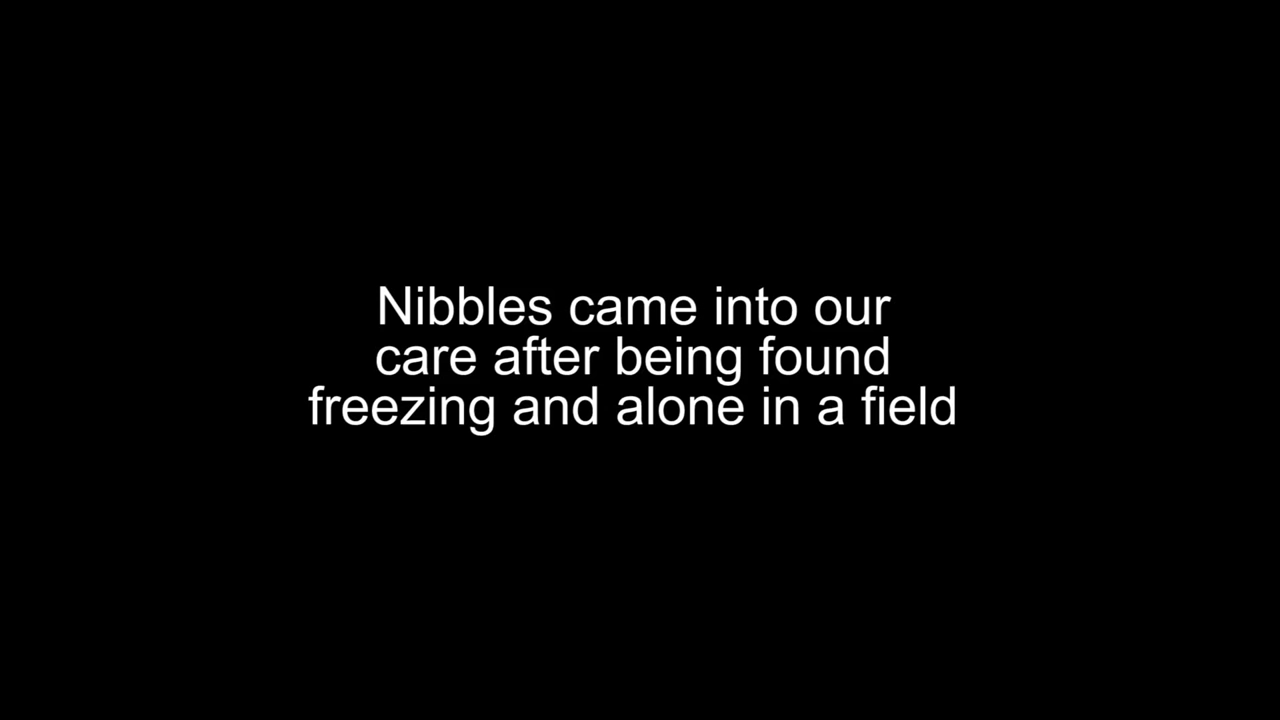 Nibbles came into our
care after being found
freezing and alone in a field